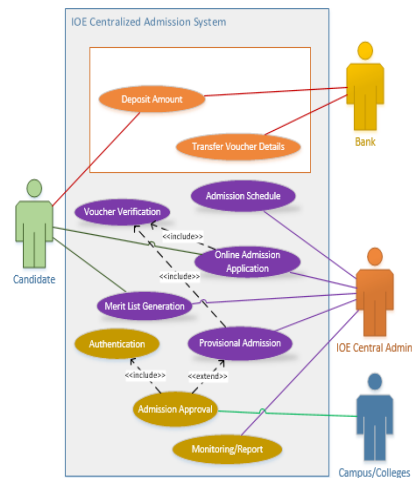 IOE Centralized Admission System
Deposit Amount
Bank
Transfer Voucher Details
Admission Schedule
Voucher Verification
<<include>>
Online Admission
Application
<<include>>
Candidate
Merit List Generation
Authentication
Provisional Admission
IOE Central Admin
<<include>>
<<extend>>
Admission Approval
Monitoring/Report
Campus/Colleges